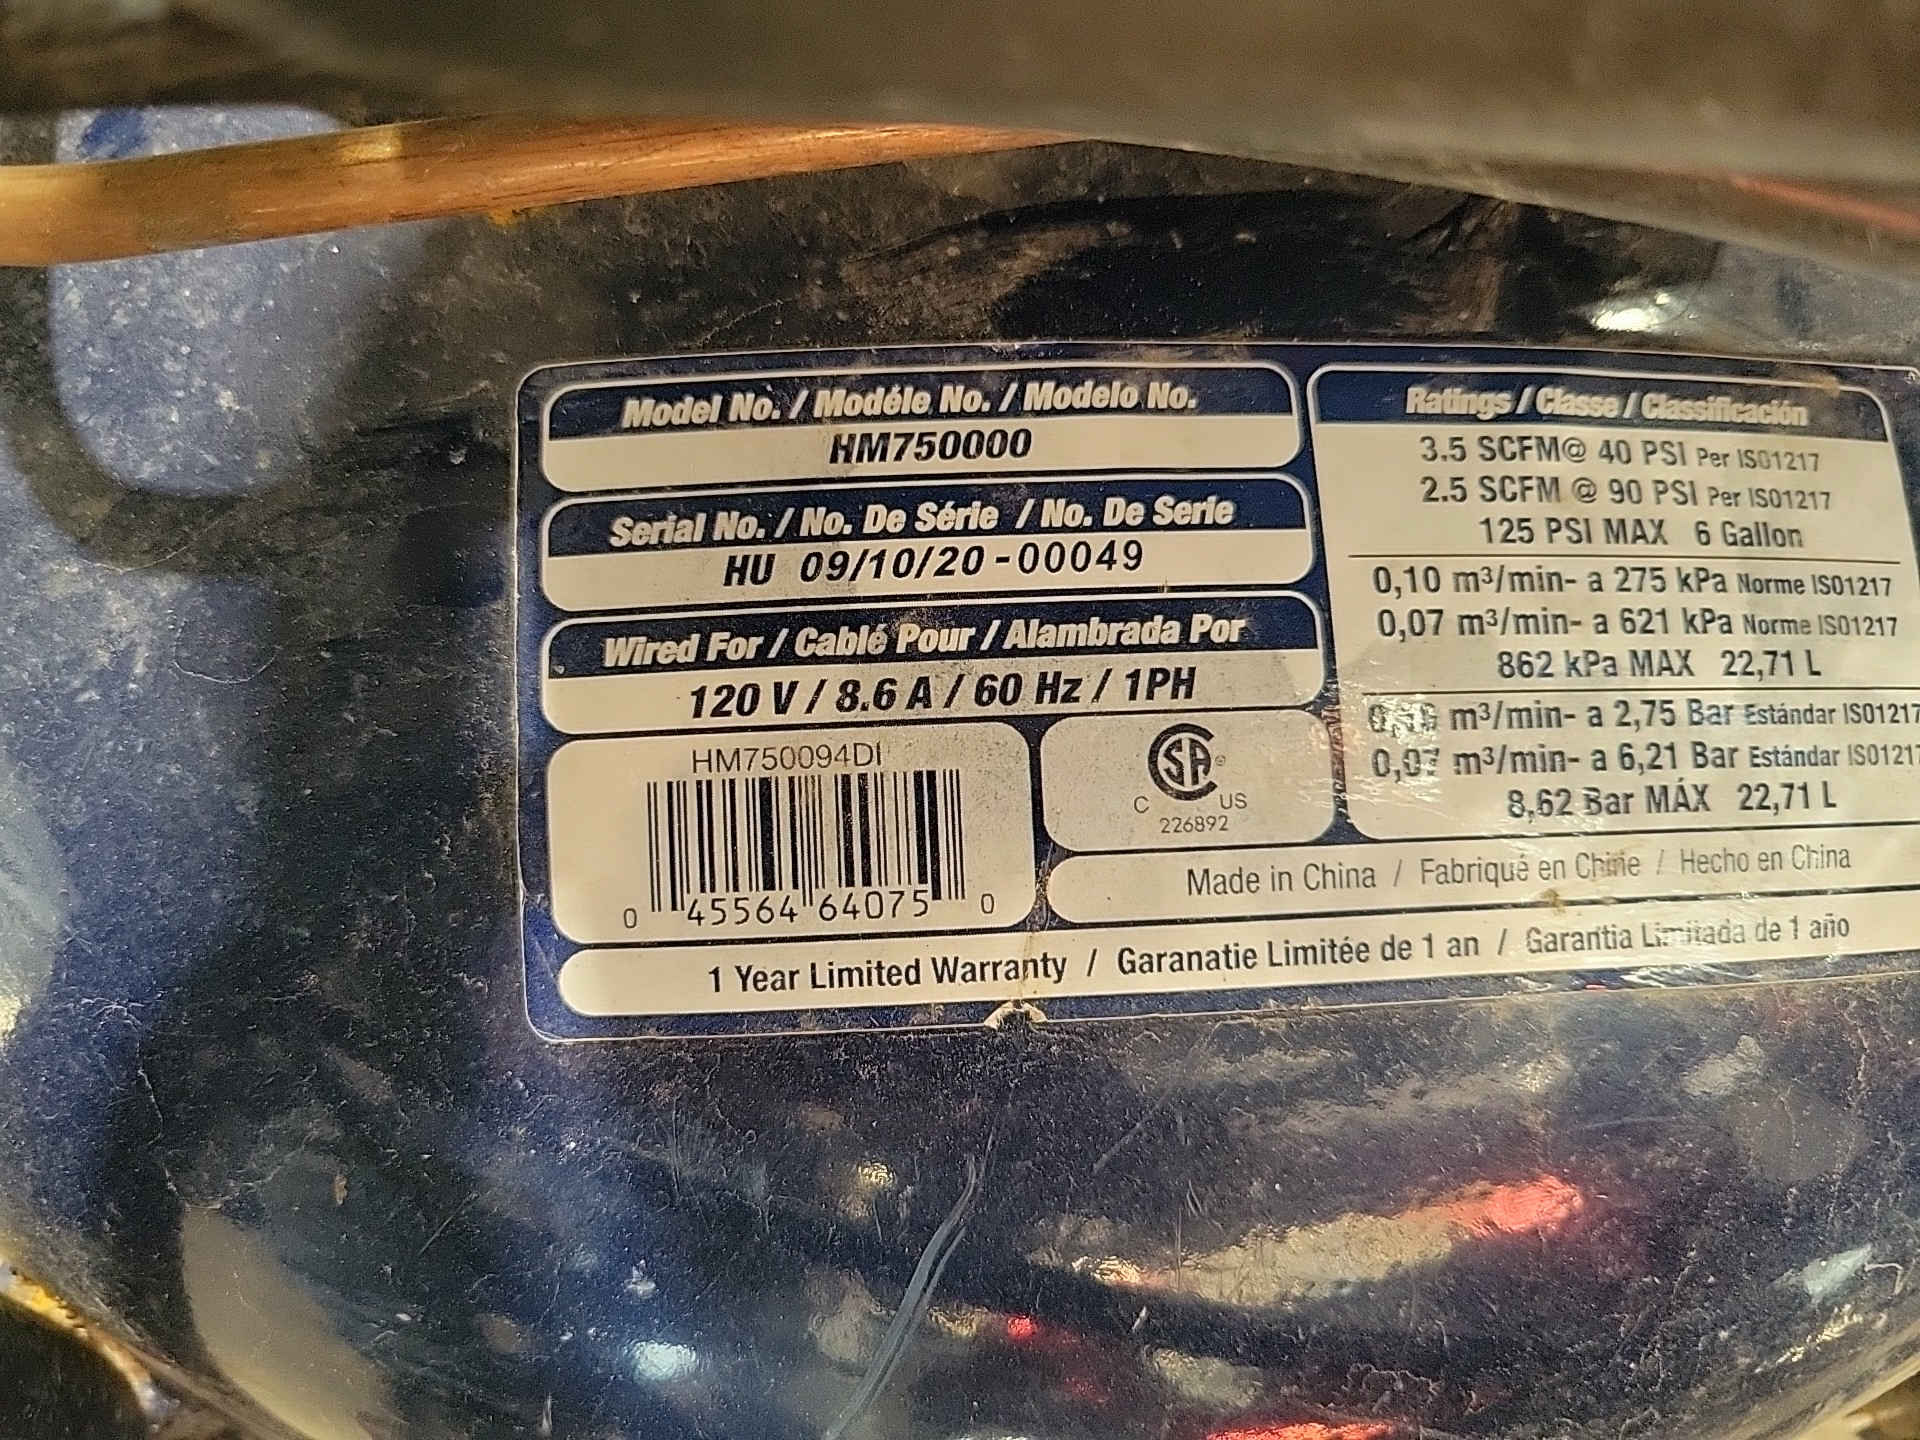 Model No. / Modéle No. / Modelo No.
HM750000
Serial No. / No. De Série / No. De Serie
HU 09/10/20-00049
Wired For / Cablé Pour / Alambrada Por
120 V / 8.6 A / 60 Hz / 1PH
HM750094DI
0 45564 64075 0
SA®
C US
226892
Ratings / Classe / Classificación
3.5 SCFM@ 40 PSI Per ISO1217
2.5 SCFM @ 90 PSI Per ISO1217
125 PSI MAX 6 Gallon
0,10 m³/min- a 275 kPa Norme ISO1217
0,07 m³/min- a 621 kPa Norme ISO1217
862 kPa MAX 22,71 L
m³/min- a 2,75 Bar Estándar ISO1217
0,07 m³/min- a 6,21 Bar Estándar ISO1217
8,62 Bar MÁX 22,71 L
Made in China / Fabriqué en Chine / Hecho en China
1 Year Limited Warranty / Garanatie Limitée de 1 an / Garantia Limitada de 1 año